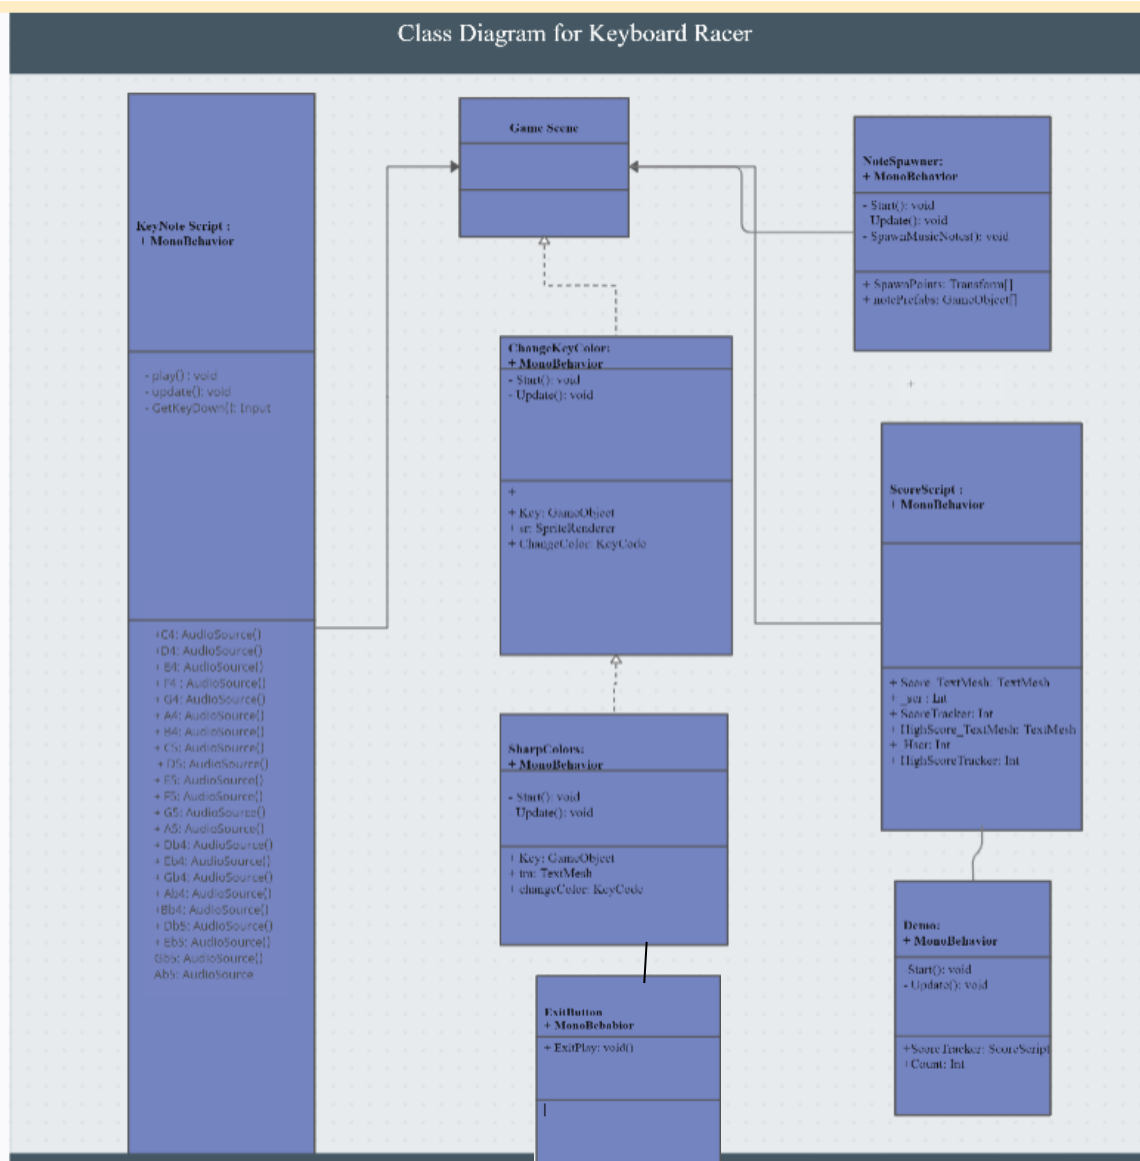 Class Diagram for Keyboard Racer
KeyNote Script :
+ MonoBehavior
- play() : void
- update(): void
- GetKeyDown(): Input
+C4: AudioSource()
+D4: AudioSource()
+ E4: AudioSource()
+ F4 : AudioSource()
+ G4: AudioSource()
+ A4: AudioSource()
+ B4: AudioSource()
+ C5: AudioSource()
+ D5: AudioSource()
+ E5: AudioSource()
+ F5: AudioSource()
+ G5: AudioSource()
+ A5: AudioSource()
+ Db4: AudioSource()
+ Eb4: AudioSource()
+ Gb4: AudioSource()
+ Ab4: AudioSource()
+Bb4: AudioSource()
+ Db5: AudioSource()
+ Eb5: AudioSource()
Gb5: AudioSource()
Ab5: AudioSource
Game Scene
ChangeKeyColor:
+ MonoBehavior
- Start(): void
- Update(): void
+
+ Key: GameObject
+ sr: SpriteRenderer
+ ChangeColor: KeyCode
SharpColors:
+ MonoBehavior
- Start(): void
- Update(): void
+ Key: GameObject
+ tm: TextMesh
+ changeColor: KeyCode
ExitButton
+ MonoBehabior
+ ExitPlay: void()
NoteSpawner:
+ MonoBehavior
- Start(): void
- Update(): void
- SpawnMusicNotes(): void
+ SpawnPoints: Transform[]
+ notePrefabs: GameObject[]
ScoreScript :
+ MonoBehavior
+ Score_TextMesh: TextMesh
+ _scr : Int
+ ScoreTracker: Int
+ HighScore_TextMesh: TextMesh
+ _Hscr: Int
+ HighScoreTracker: Int
Demo:
+ MonoBehavior
- Start(): void
- Update(): void
+ScoreTracker: ScoreScript
+Count: Int